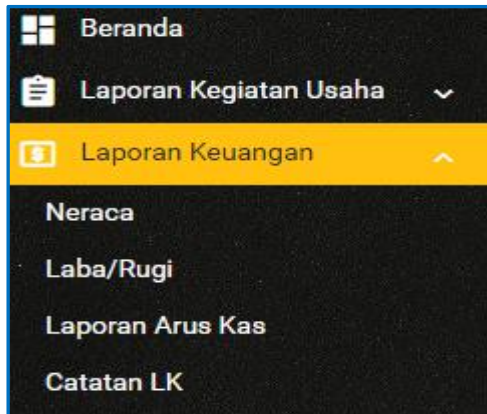 Beranda
Laporan Kegiatan Usaha
Laporan Keuangan
Neraca
Laba/Rugi
Laporan Arus Kas
Catatan LK